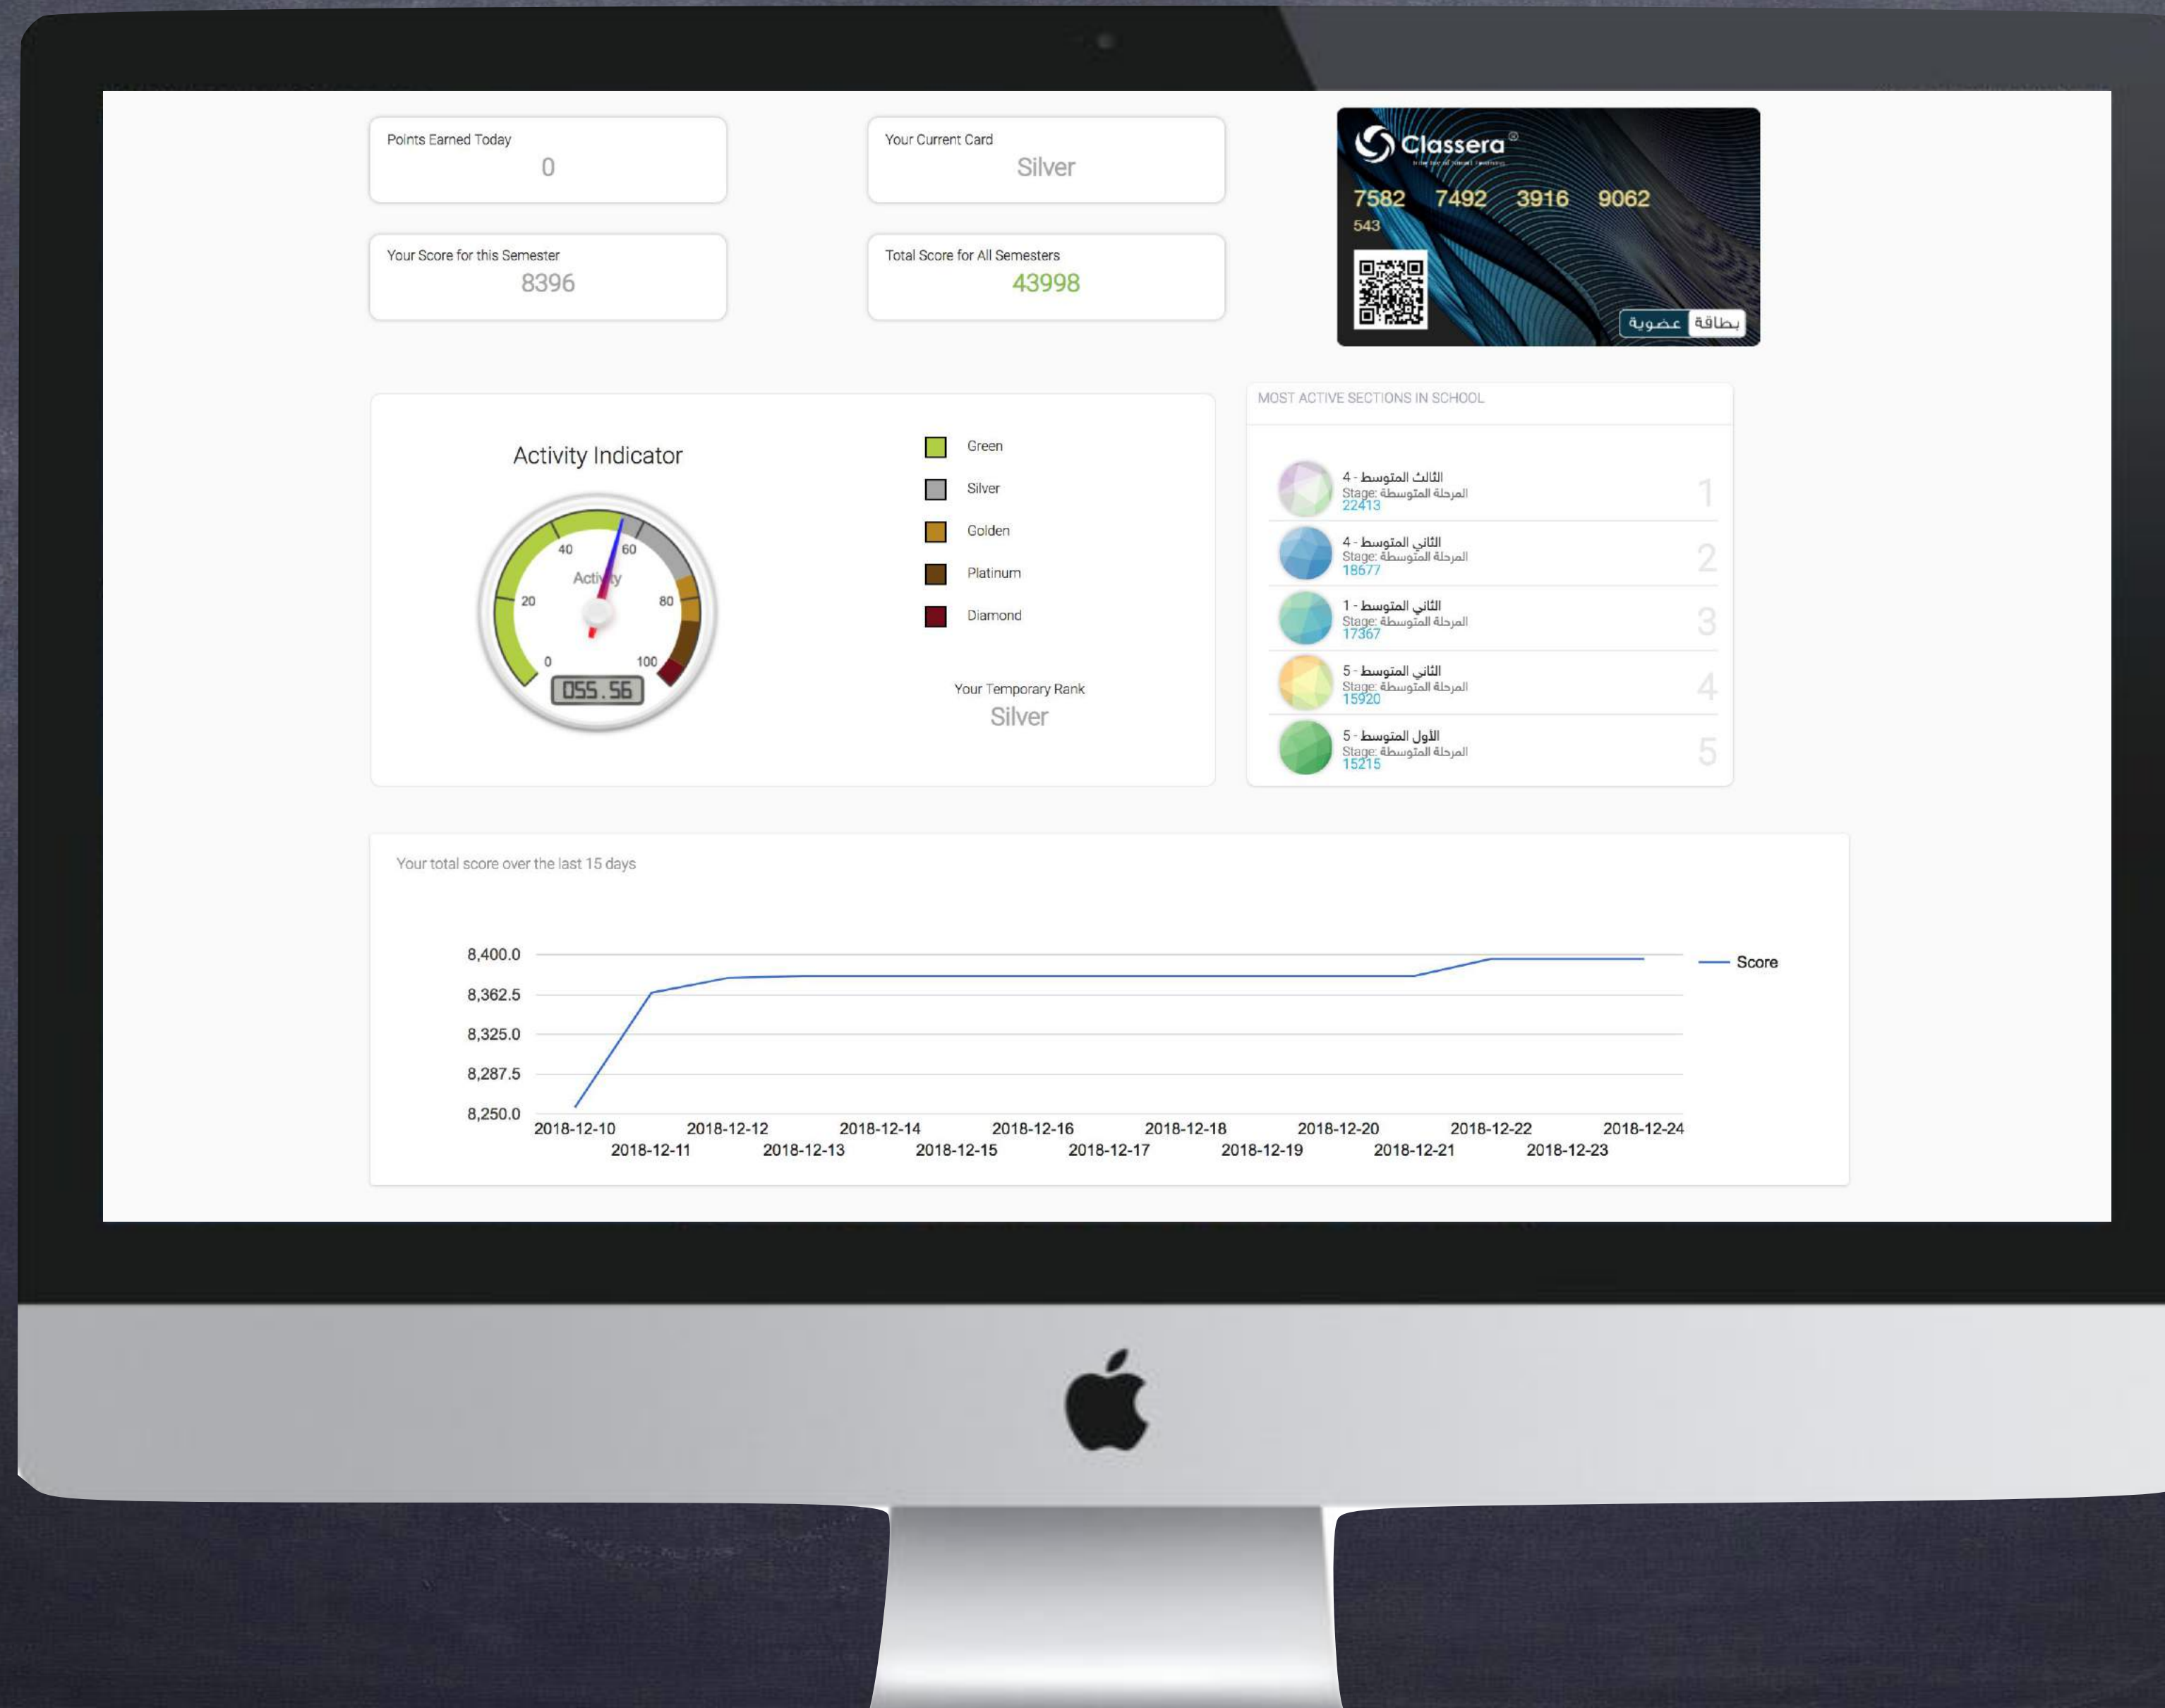 Points Earned Today
0
Your Current Card
Silver
Your Score for this Semester
8396
Total Score for All Semesters
43998
Classera®
7582 7492 3916 9062
543
بطاقة عضوية
Activity Indicator
0
20
40
60
80
100
Activity
055.56
Green
Silver
Golden
Platinum
Diamond
Your Temporary Rank
Silver
MOST ACTIVE SECTIONS IN SCHOOL
الثالث المتوسط - 4
Stage: المرحلة المتوسطة
22413
1
الثاني المتوسط - 4
Stage: المرحلة المتوسطة
18677
2
الثاني المتوسط - 1
Stage: المرحلة المتوسطة
17367
3
الثاني المتوسط - 5
Stage: المرحلة المتوسطة
15920
4
الأول المتوسط - 5
Stage: المرحلة المتوسطة
15215
5
Your total score over the last 15 days
8,400.0
8,362.5
8,325.0
8,287.5
8,250.0
Score
2018-12-10 2018-12-12 2018-12-14 2018-12-16 2018-12-18 2018-12-20 2018-12-22 2018-12-24
2018-12-11 2018-12-13 2018-12-15 2018-12-17 2018-12-19 2018-12-21 2018-12-23